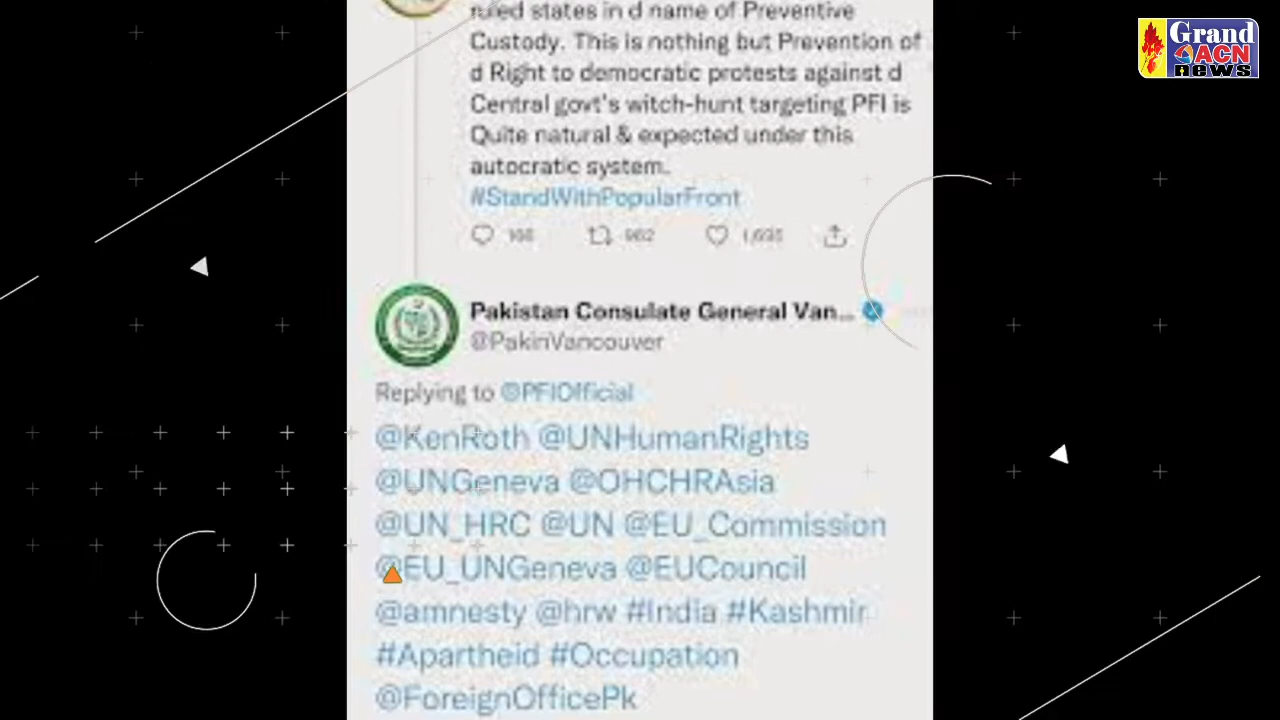 ruled states in d name of Preventive
Custody. This is nothing but Prevention of
d Right to democratic protests against d
Central govt's witch-hunt targeting PFI is
Quite natural & expected under this
autocratic system.
#StandWithPopularFront
982
Pakistan Consulate General Van...
@PakinVancouver
Replying to @PFIOfficial
@KenRoth @UNHumanRights
@UNGeneva @OHCHRAsia
@UN_HRC @UN @EU_Commission
@EU_UNGeneva @EUCouncil
@amnesty @hrw #India #Kashmir
#Apartheid #Occupation
@ForeignOfficePk
Grand
ACN
news